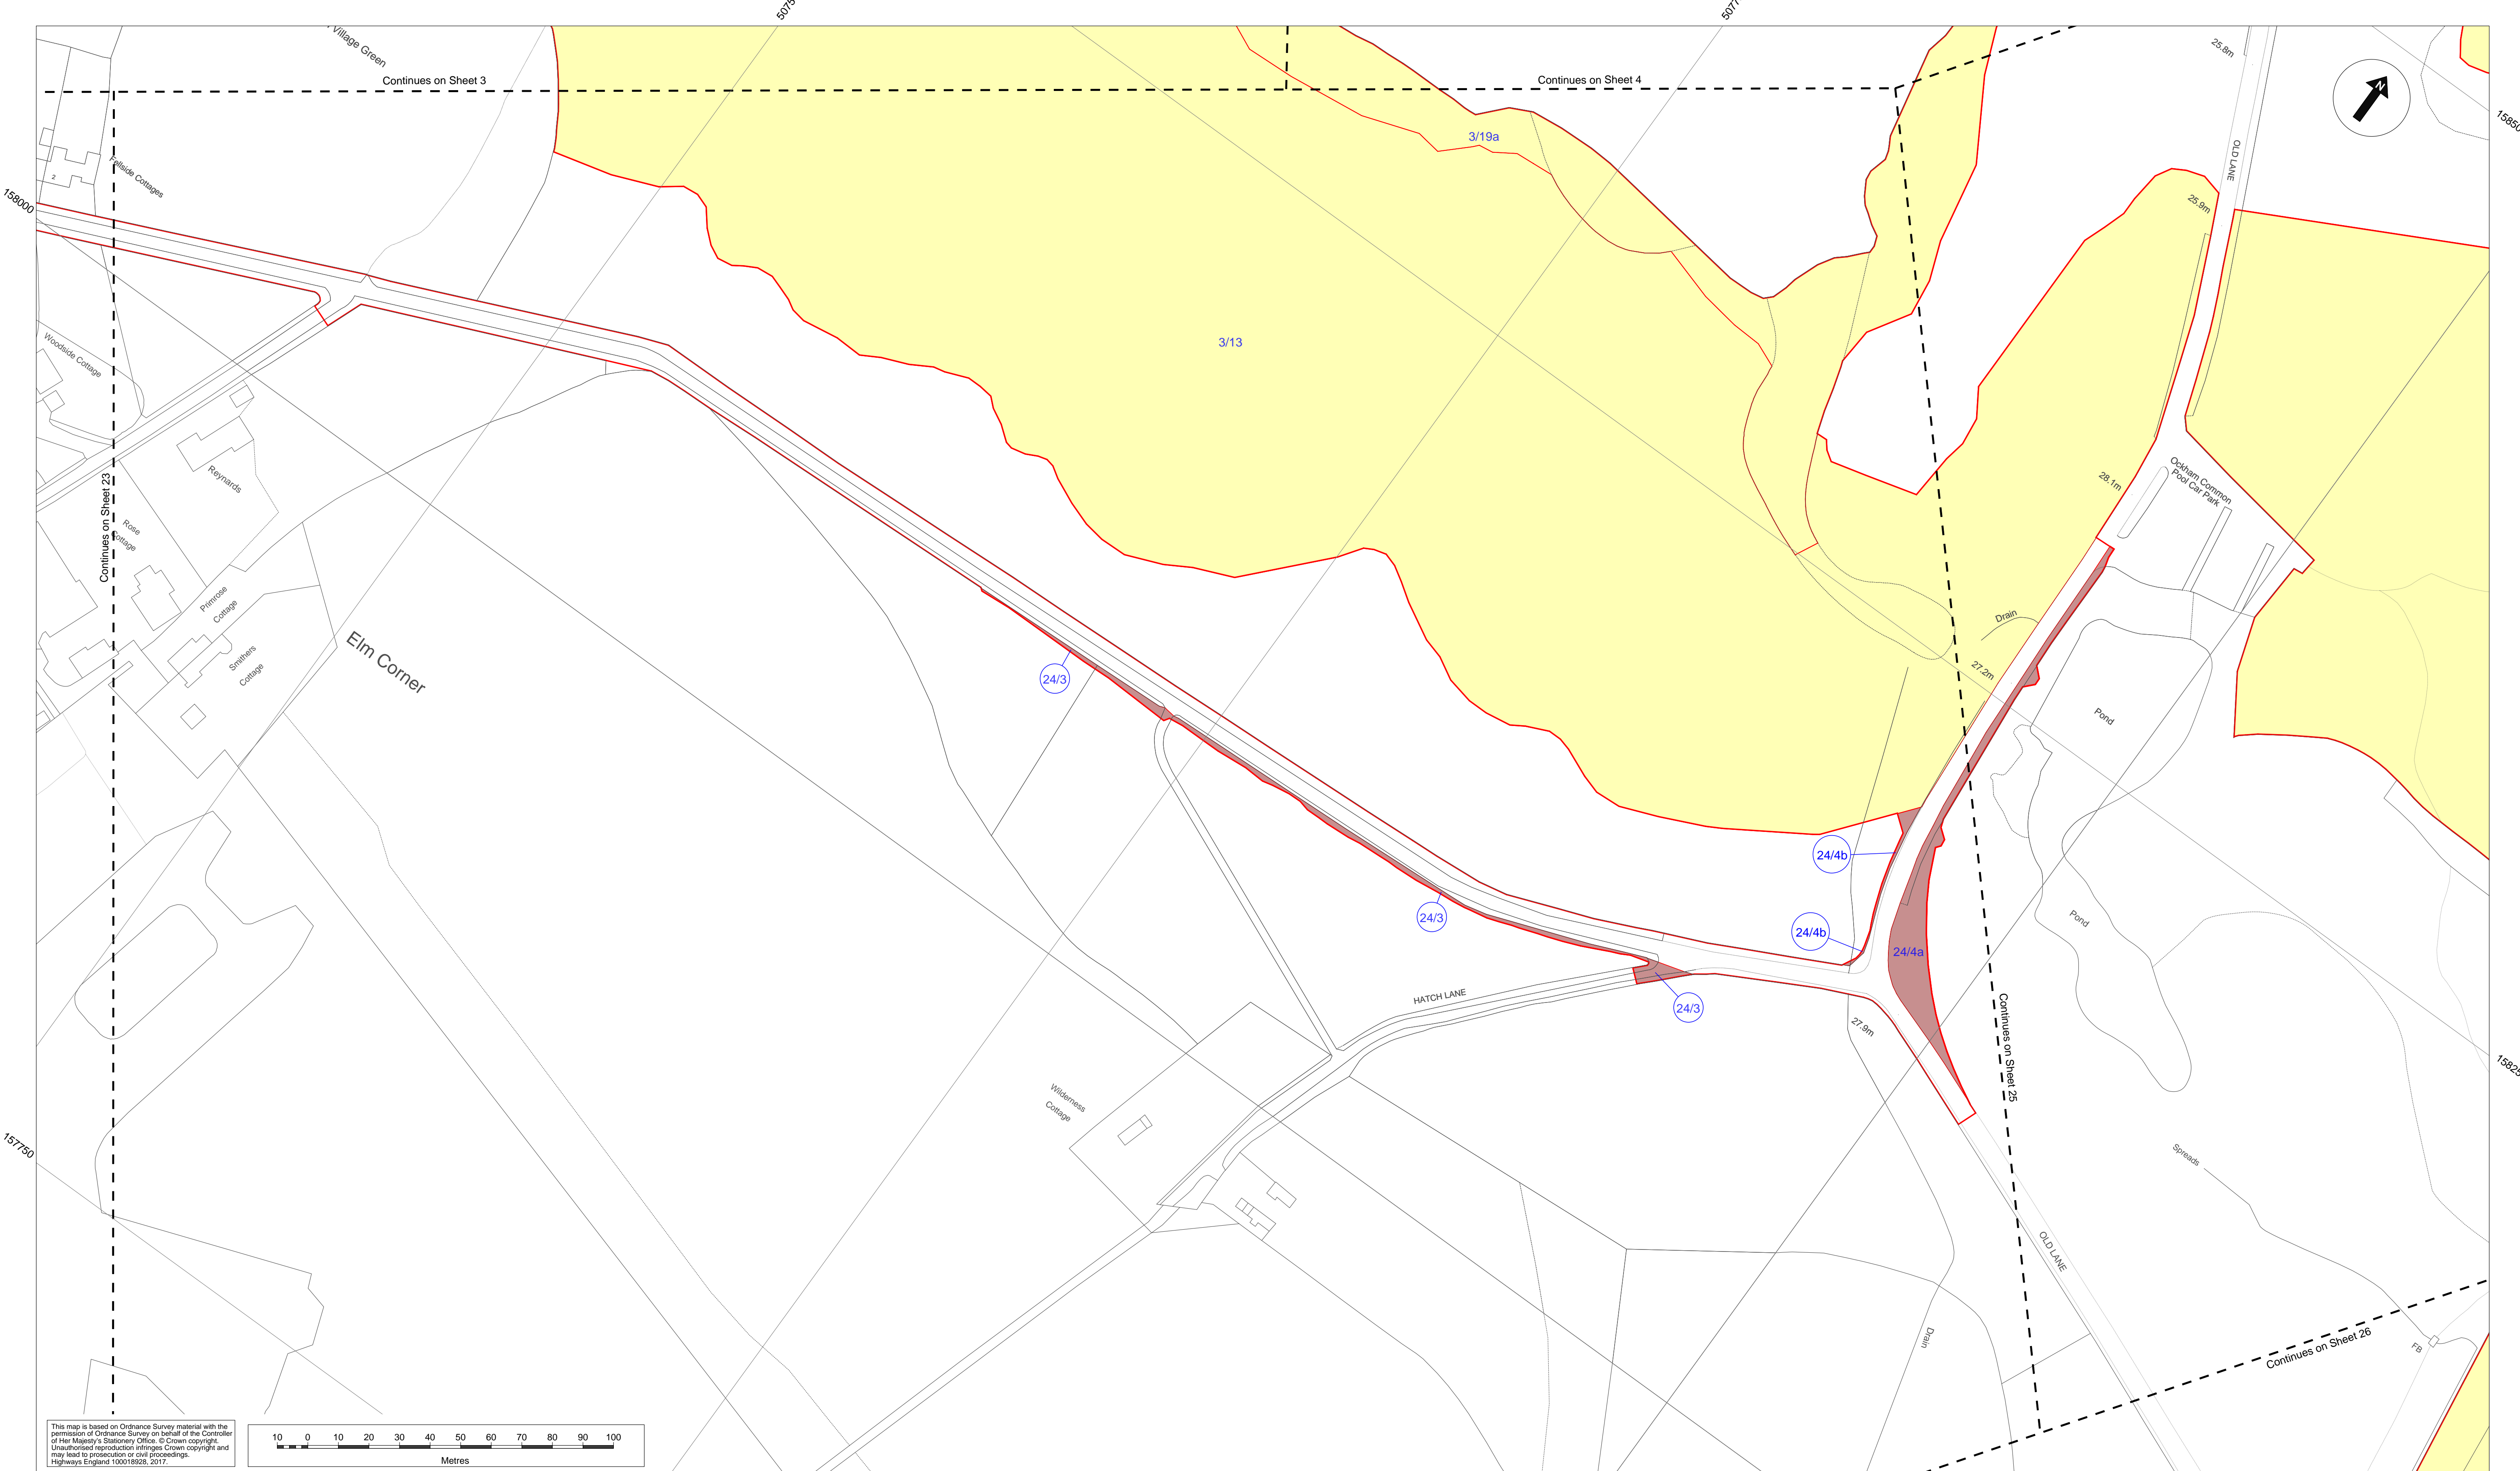 5075
5077
Village Green
Continues on Sheet 3
Continues on Sheet 4
25.8m
N
15850
3/19a
OLD LANE
2
Fellside Cottages
158000
25.9m
3/13
Woodside Cottage
Reynards
Continues on Sheet 23
Rose
Cottage
Primrose
Cottage
Smithers
Cottage
Elm Corner
28.1m
Ockham Common
Pool Car Park
Drain
27.2m
24/3
Pond
24/4b
24/3
24/4b
24/4a
Pond
HATCH LANE
24/3
27.9m
Continues on Sheet 25
15825
Wilderness
Cottage
157750
Spreads
OLD LANE
Drain
Continues on Sheet 26
FB
This map is based on Ordnance Survey material with the
permission of Ordnance Survey on behalf of the Controller
of Her Majesty's Stationery Office. © Crown copyright.
Unauthorised reproduction infringes Crown copyright and
may lead to prosecution or civil proceedings.
Highways England 100018928, 2017.
10 0 10 20 30 40 50 60 70 80 90 100
Metres